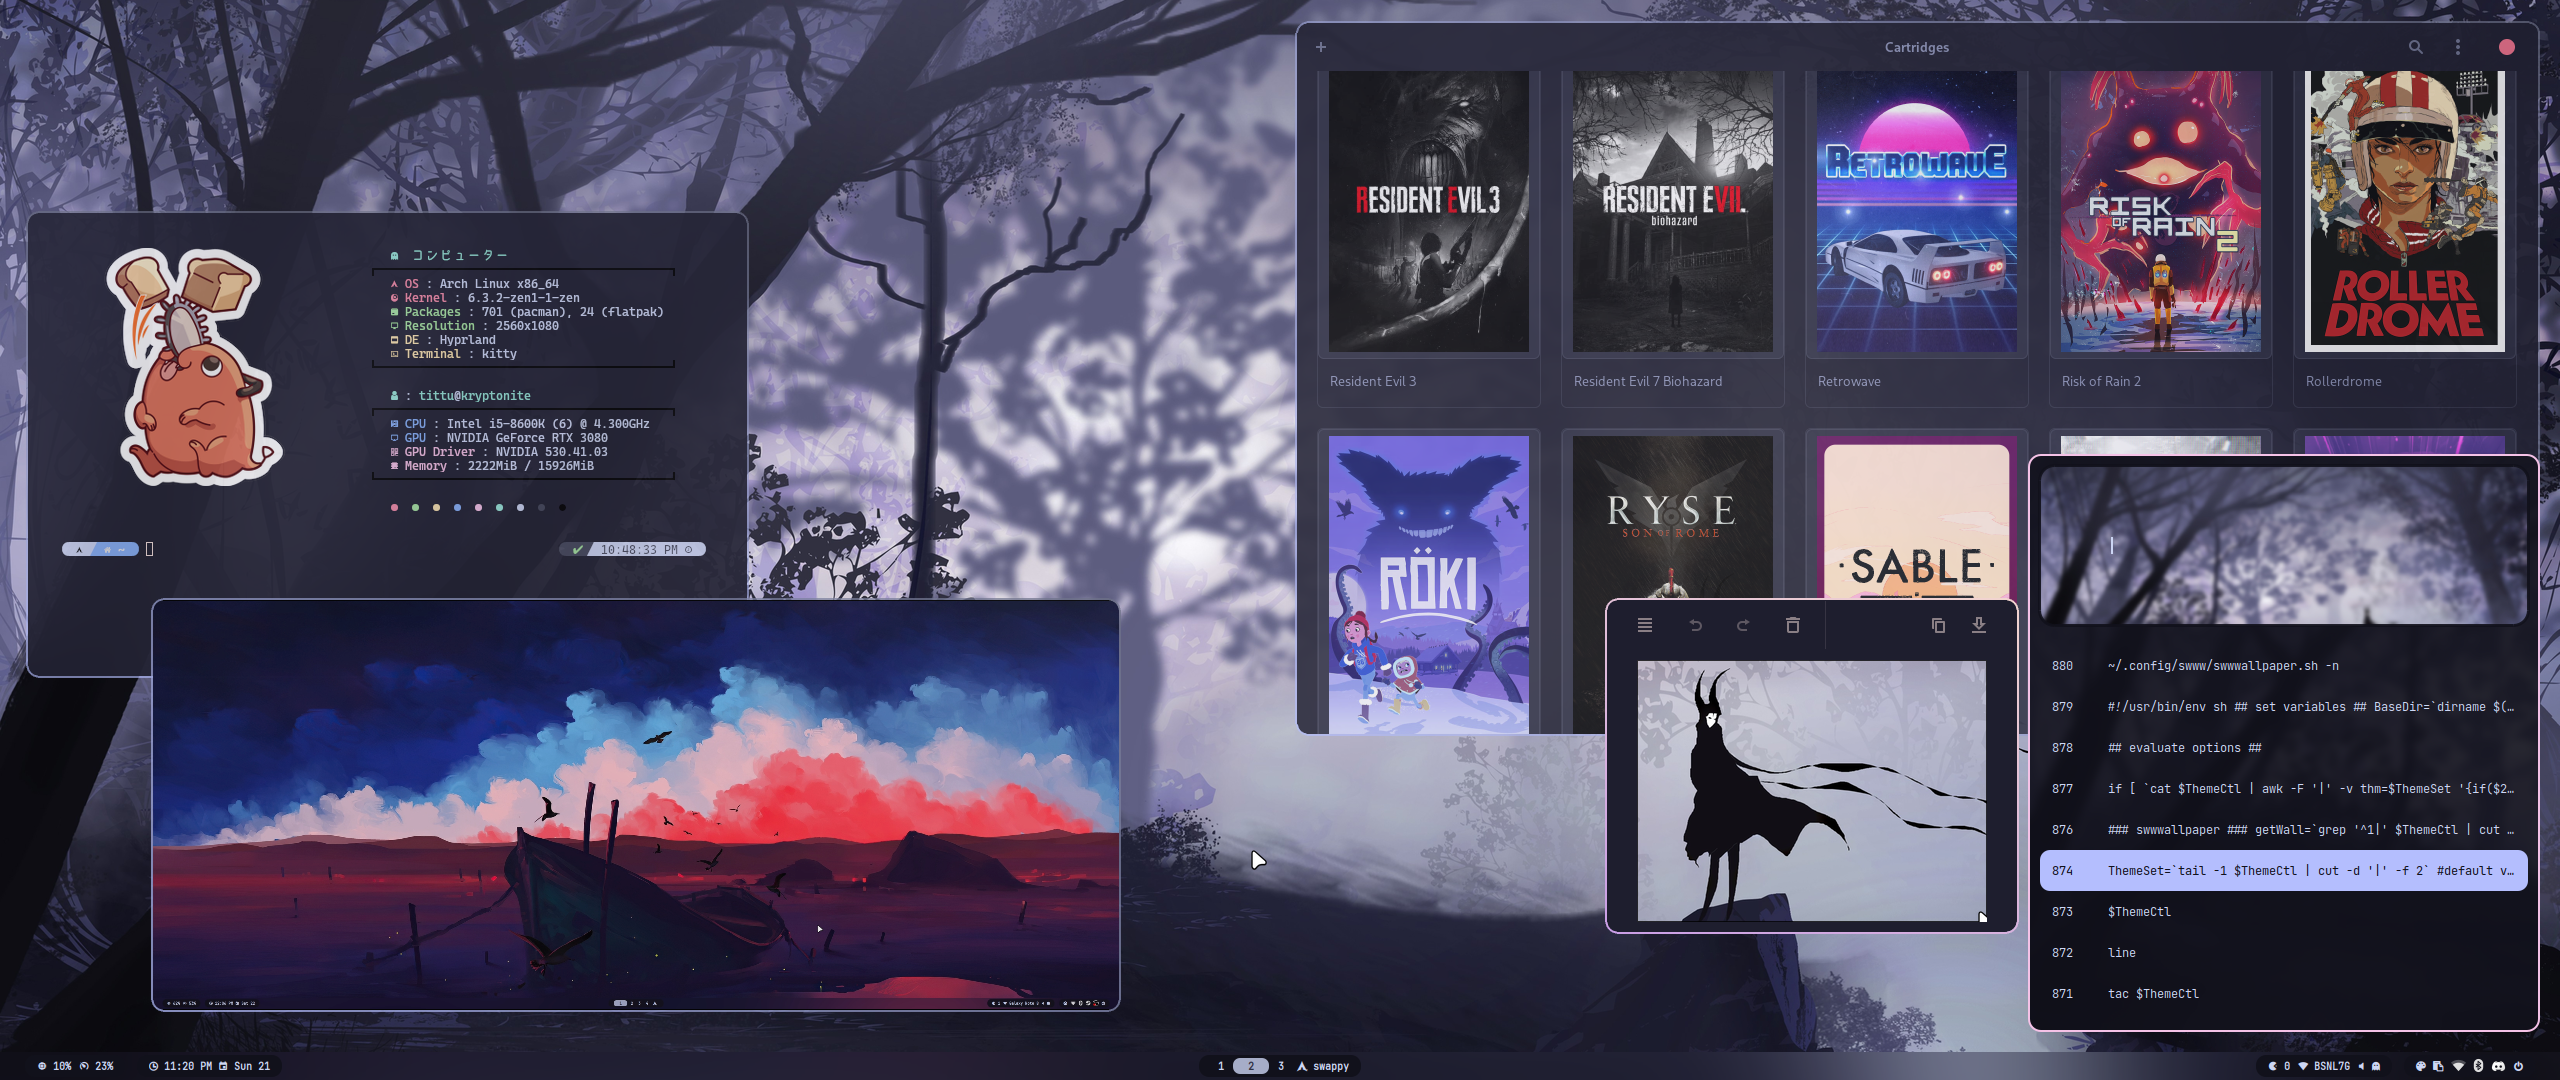 コンピューター
OS : Arch Linux x86_64
Kernel : 6.3.2-zen1-1-zen
Packages : 701 (pacman), 24 (flatpak)
Resolution : 2560x1080
DE : Hyprland
Terminal : kitty
: tittu@kryptonite
CPU : Intel i5-8600K (6) @ 4.300GHz
GPU : NVIDIA GeForce RTX 3080
GPU Driver : NVIDIA 530.41.03
Memory : 2222MiB / 15926MiB
~
10:48:33 PM
Cartridges
RESIDENT EVIL 3
RESIDENT EVIL
biohazard
RETROWAVE
RISK
OF RAIN 2
ROLLER
DROME
Resident Evil 3
Resident Evil 7 Biohazard
Retrowave
Risk of Rain 2
Rollerdrome
RÖKI
RYSE
SON OF ROME
·SABLE·
880 ~/.config/swww/swwwallpaper.sh -n
879 #!/usr/bin/env sh ## set variables ## BaseDir=`dirname $(…
878 ## evaluate options ##
877 if [ `cat $ThemeCtl | awk -F '|' -v thm=$ThemeSet '{if($2…
876 ### swwwallpaper ### getWall=`grep '^1|' $ThemeCtl | cut …
874 ThemeSet=`tail -1 $ThemeCtl | cut -d '|' -f 2` #default v…
873 $ThemeCtl
872 line
871 tac $ThemeCtl
10% 23% 11:20 PM Sun 21
1 2 3 swappy
0 BSNL7G